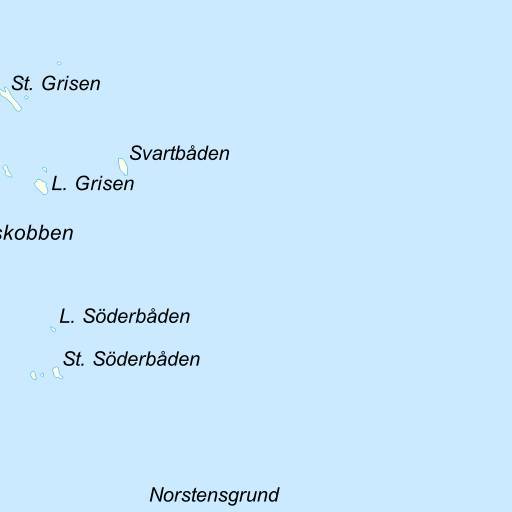 St. Grisen
Svartbåden
L. Grisen
skobben
L. Söderbåden
St. Söderbåden
Norstensgrund